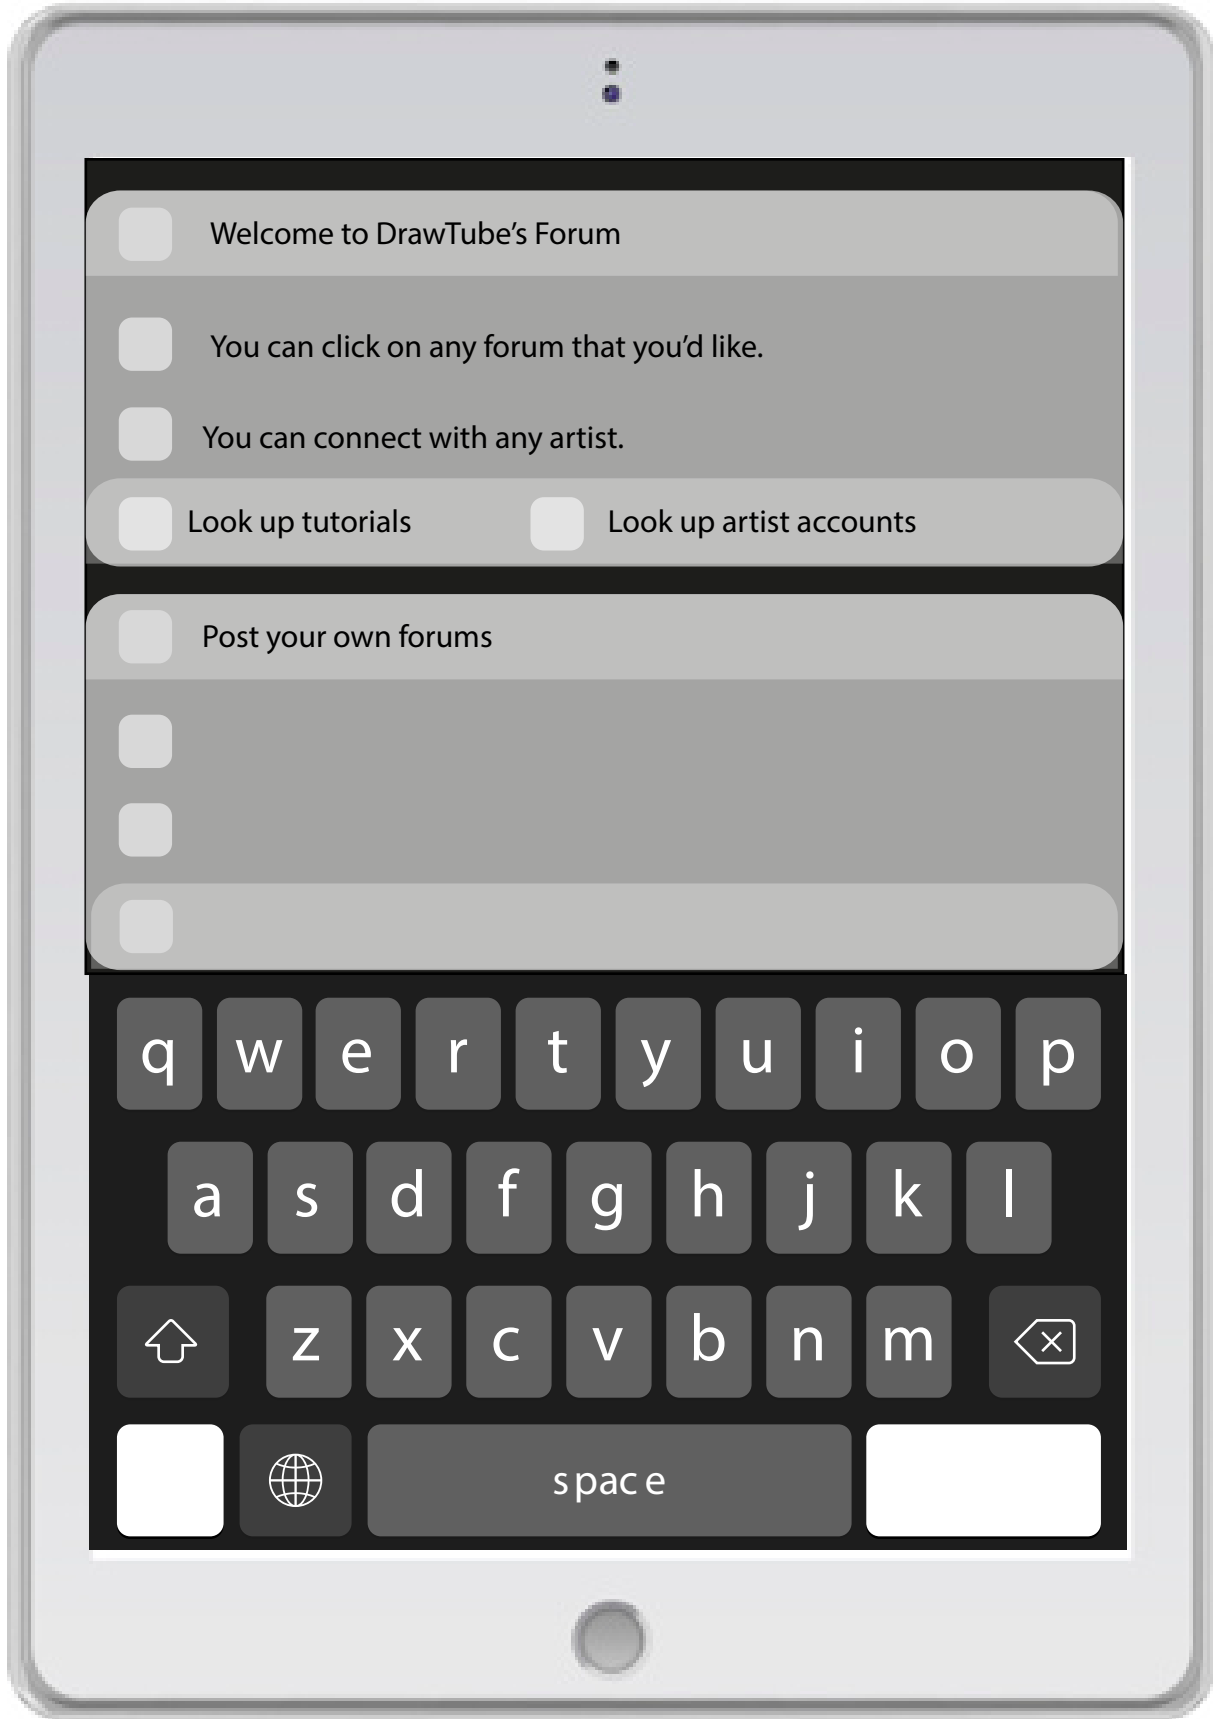 Welcome to DrawTube’s Forum
You can click on any forum that you’d like.
You can connect with any artist.
Look up tutorials Look up artist accounts
Post your own forums
q w e r t y u i o p
a s d f g h j k l
z x c v b n m
space